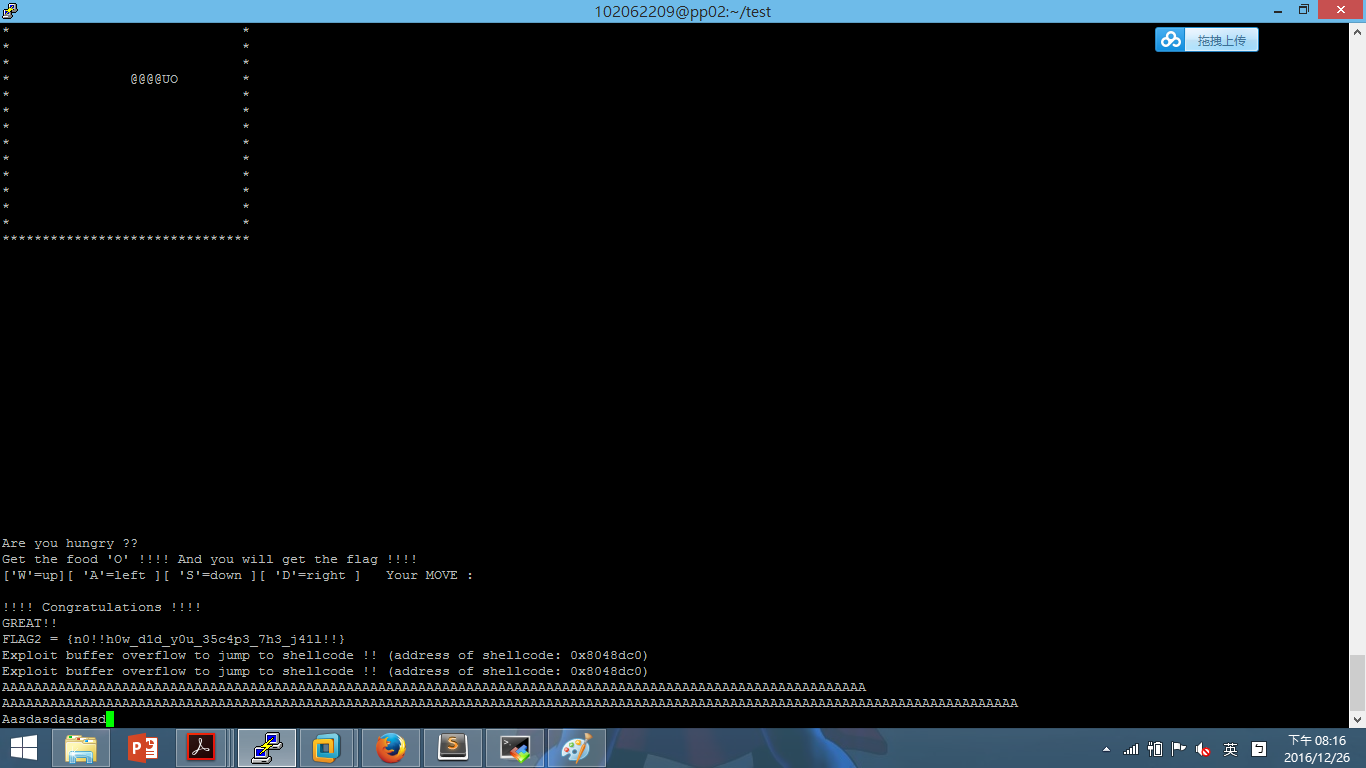 102062209@pp02:~/test
拖拽上传
* *
* *
* *
* @@@@UO *
* *
* *
* *
* *
* *
* *
* *
* *
* *
*******************************
Are you hungry ??
Get the food 'O' !!!! And you will get the flag !!!!
['W'=up][ 'A'=left ][ 'S'=down ][ 'D'=right ]   Your MOVE :
!!!! Congratulations !!!!
GREAT!!
FLAG2 = {n0!!h0w_d1d_y0u_35c4p3_7h3_j41l!!}
Exploit buffer overflow to jump to shellcode !! (address of shellcode: 0x8048dc0)
Exploit buffer overflow to jump to shellcode !! (address of shellcode: 0x8048dc0)
AAAAAAAAAAAAAAAAAAAAAAAAAAAAAAAAAAAAAAAAAAAAAAAAAAAAAAAAAAAAAAAAAAAAAAAAAAAAAAAAAAAAAAAAAAAAAAAAAAAAAAAAAAAA
AAAAAAAAAAAAAAAAAAAAAAAAAAAAAAAAAAAAAAAAAAAAAAAAAAAAAAAAAAAAAAAAAAAAAAAAAAAAAAAAAAAAAAAAAAAAAAAAAAAAAAAAAAAAAAAAAAAAAAAAAAAAAAA
Aasdasdasdasd
英
下午 08:16
2016/12/26